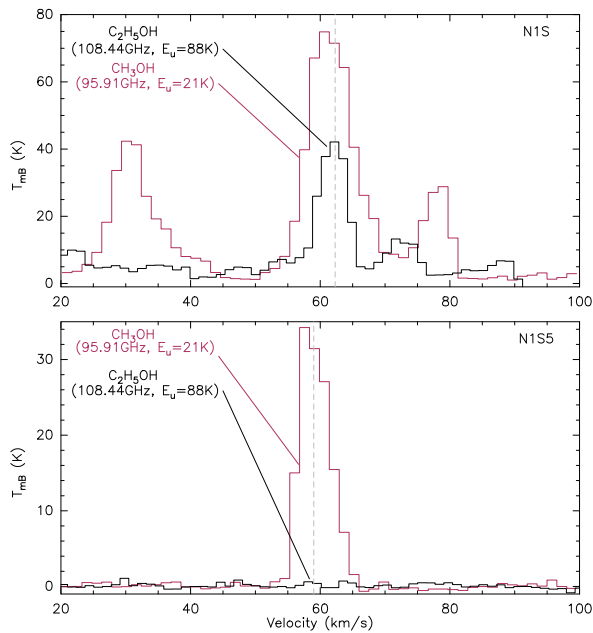 N1S
C₂H₅OH
(108.44GHz, Eᵤ=88K)
CH₃OH
(95.91GHz, Eᵤ=21K)
T_mB (K)
80
60
40
20
0
20 40 60 80 100
N1S5
CH₃OH
(95.91GHz, Eᵤ=21K)
C₂H₅OH
(108.44GHz, Eᵤ=88K)
T_mB (K)
30
20
10
0
20 40 60 80 100
Velocity (km/s)